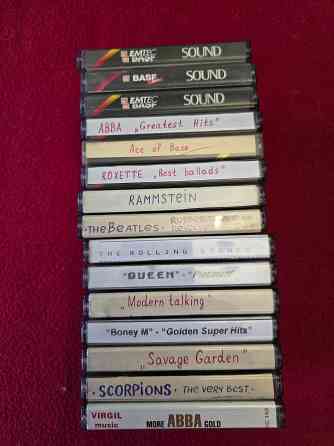 EMTEC
BASF
SOUND
BASF
SOUND
EMTEC
BASF
SOUND
ABBA „Greatest Hits"
Ace of Base
ROXETTE „Best ballads"
RAMMSTEIN
·THE BEATLES·
THE ROLLING STONES
"QUEEN" -
„Modern talking"
"Boney M" - "Golden Super Hits"
„Savage Garden"
·SCORPIONS· THE VERY BEST·
VIRGIL
music
MORE ABBA GOLD